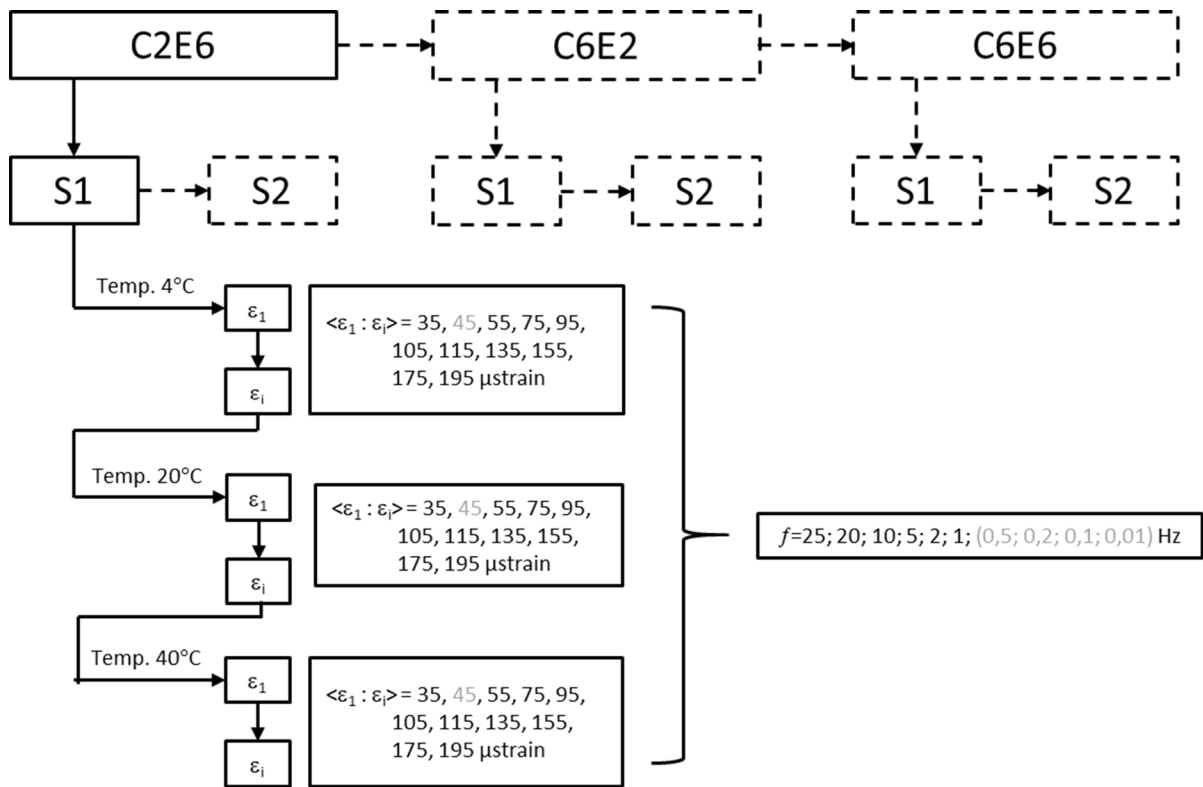 C2E6
C6E2
C6E6
S1
S2
S1
S2
S1
S2
Temp. 4°C
ε1
εi
<ε1 : εi> = 35, 45, 55, 75, 95,
105, 115, 135, 155,
175, 195 μstrain
Temp. 20°C
ε1
εi
<ε1 : εi> = 35, 45, 55, 75, 95,
105, 115, 135, 155,
175, 195 μstrain
f=25; 20; 10; 5; 2; 1; (0,5; 0,2; 0,1; 0,01) Hz
Temp. 40°C
ε1
εi
<ε1 : εi> = 35, 45, 55, 75, 95,
105, 115, 135, 155,
175, 195 μstrain